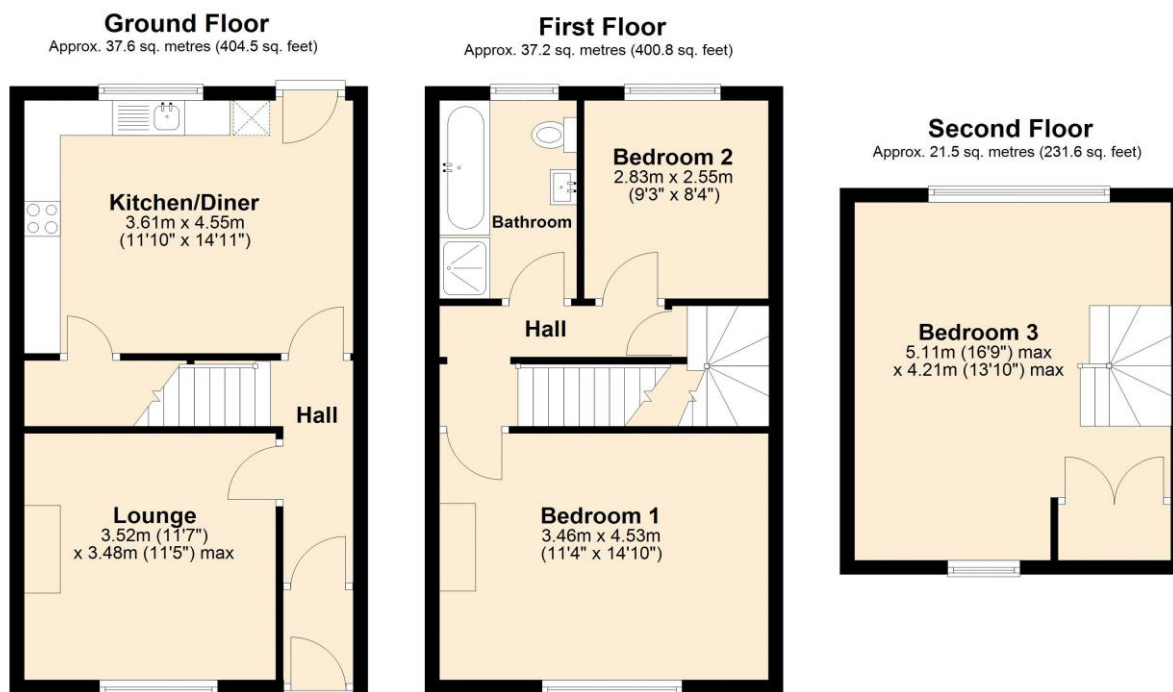 Ground Floor
Approx. 37.6 sq. metres (404.5 sq. feet)
Kitchen/Diner
3.61m x 4.55m
(11'10" x 14'11")
Hall
Lounge
3.52m (11'7")
x 3.48m (11'5") max
First Floor
Approx. 37.2 sq. metres (400.8 sq. feet)
Bedroom 2
2.83m x 2.55m
(9'3" x 8'4")
Bathroom
Hall
Bedroom 1
3.46m x 4.53m
(11'4" x 14'10")
Second Floor
Approx. 21.5 sq. metres (231.6 sq. feet)
Bedroom 3
5.11m (16'9") max
x 4.21m (13'10") max